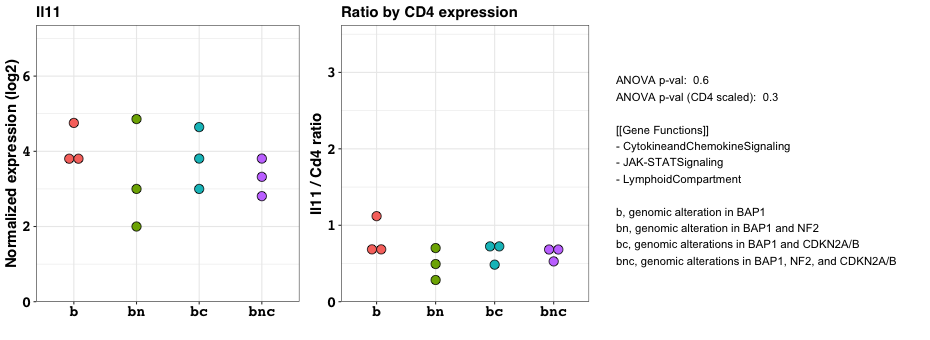 Il11
Normalized expression (log2)
6
4
2
0
b bn bc bnc
Ratio by CD4 expression
Il11 / Cd4 ratio
3
2
1
0
b bn bc bnc
ANOVA p-val: 0.6
ANOVA p-val (CD4 scaled): 0.3
[[Gene Functions]]
- CytokineandChemokineSignaling
- JAK-STATSignaling
- LymphoidCompartment
b, genomic alteration in BAP1
bn, genomic alteration in BAP1 and NF2
bc, genomic alterations in BAP1 and CDKN2A/B
bnc, genomic alterations in BAP1, NF2, and CDKN2A/B